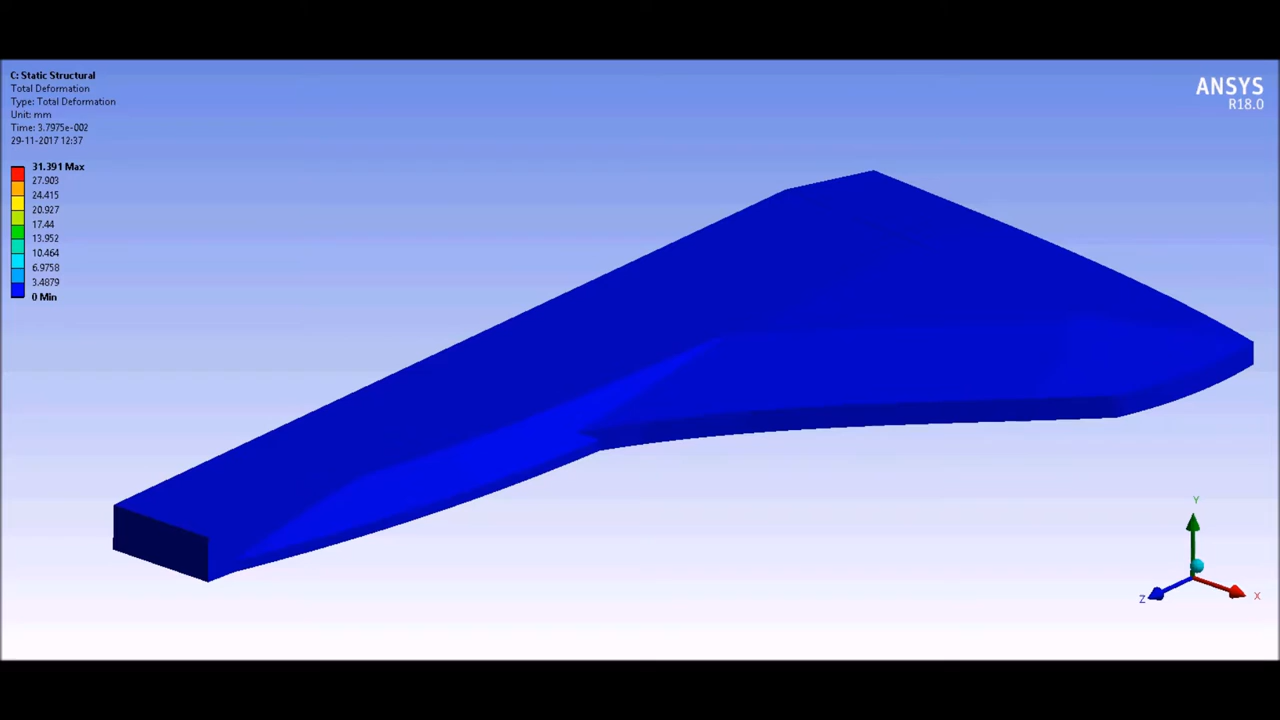 C: Static Structural
Total Deformation
Type: Total Deformation
Unit: mm
Time: 3.7975e-002
29-11-2017 12:37
31.391 Max
27.903
24.415
20.927
17.44
13.952
10.464
6.9758
3.4879
0 Min
ANSYS
R18.0
Y
Z
X